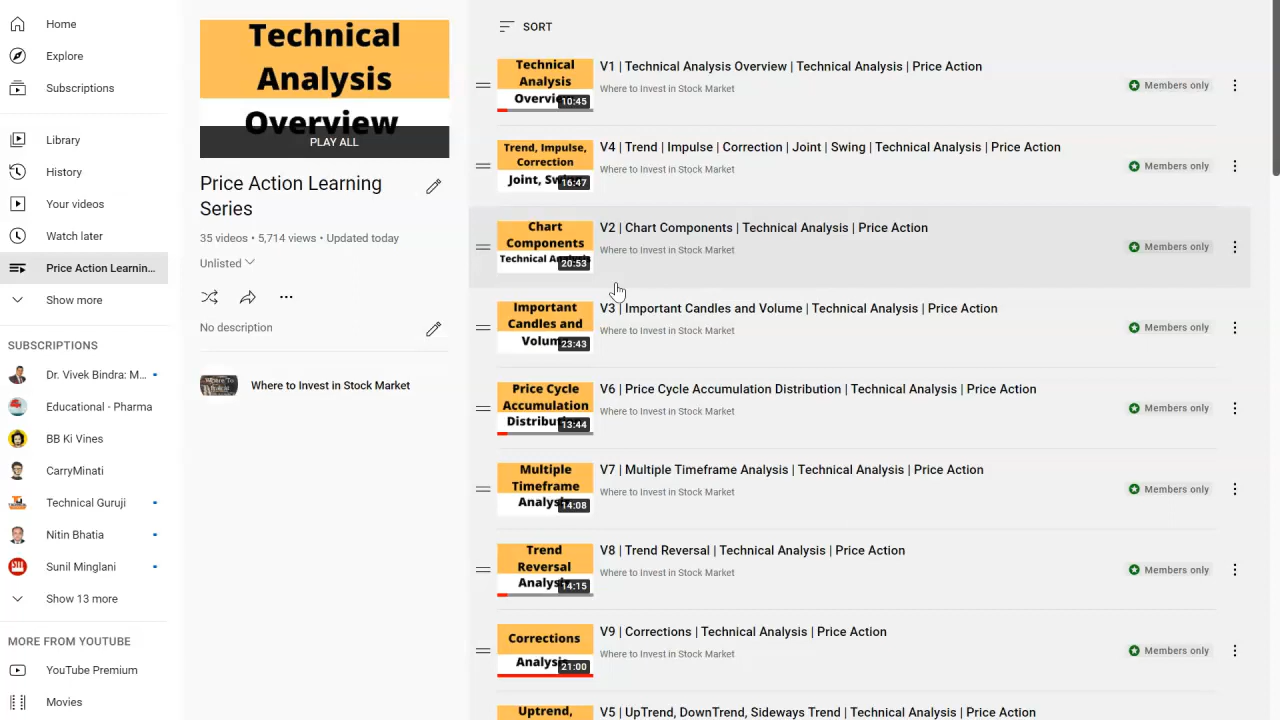 Home
Explore
Subscriptions
Library
History
Your videos
Watch later
Price Action Learnin...
Show more
SUBSCRIPTIONS
Dr. Vivek Bindra: M...
Educational - Pharma
BB Ki Vines
CarryMinati
Technical Guruji
Nitin Bhatia
Sunil Minglani
Show 13 more
MORE FROM YOUTUBE
YouTube Premium
Movies
Technical
Analysis
Overview
PLAY ALL
Price Action Learning
Series
35 videos • 5,714 views • Updated today
Unlisted
No description
Where to Invest in Stock Market
SORT
Technical
Analysis
Overview
10:45
V1 | Technical Analysis Overview | Technical Analysis | Price Action
Where to Invest in Stock Market
Members only
Trend, Impulse,
Correction
Joint, Sw
16:47
V4 | Trend | Impulse | Correction | Joint | Swing | Technical Analysis | Price Action
Where to Invest in Stock Market
Members only
Chart
Components
Technical Analysis
20:53
V2 | Chart Components | Technical Analysis | Price Action
Where to Invest in Stock Market
Members only
Important
Candles and
Volum
23:43
V3 | Important Candles and Volume | Technical Analysis | Price Action
Where to Invest in Stock Market
Members only
Price Cycle
Accumulation
Distribut
13:44
V6 | Price Cycle Accumulation Distribution | Technical Analysis | Price Action
Where to Invest in Stock Market
Members only
Multiple
Timeframe
Analys
14:08
V7 | Multiple Timeframe Analysis | Technical Analysis | Price Action
Where to Invest in Stock Market
Members only
Trend
Reversal
Analys
14:15
V8 | Trend Reversal | Technical Analysis | Price Action
Where to Invest in Stock Market
Members only
Corrections
Analysis
21:00
V9 | Corrections | Technical Analysis | Price Action
Where to Invest in Stock Market
Members only
Uptrend,
V5 | UpTrend, DownTrend, Sideways Trend | Technical Analysis | Price Action